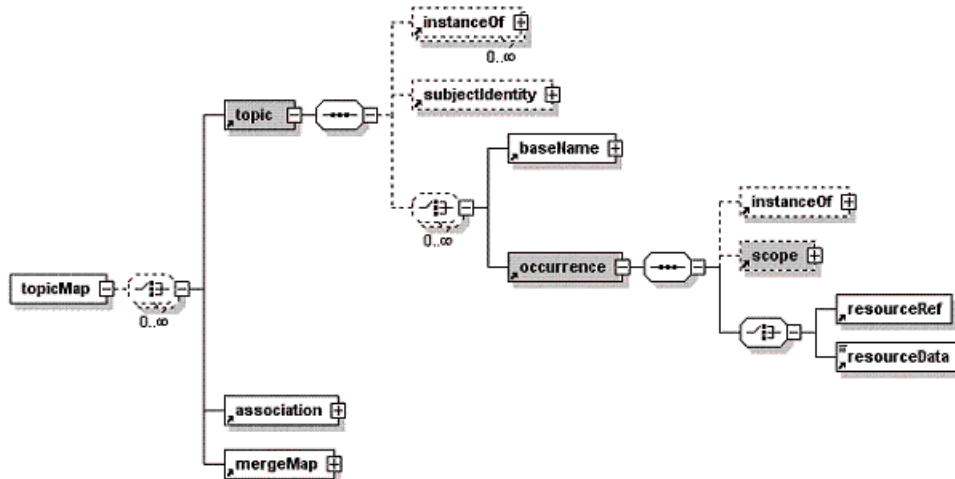 instanceOf
0..∞
subjectIdentity
topic
baseName
0..∞
instanceOf
occurrence
scope
topicMap
0..∞
resourceRef
resourceData
association
mergeMap